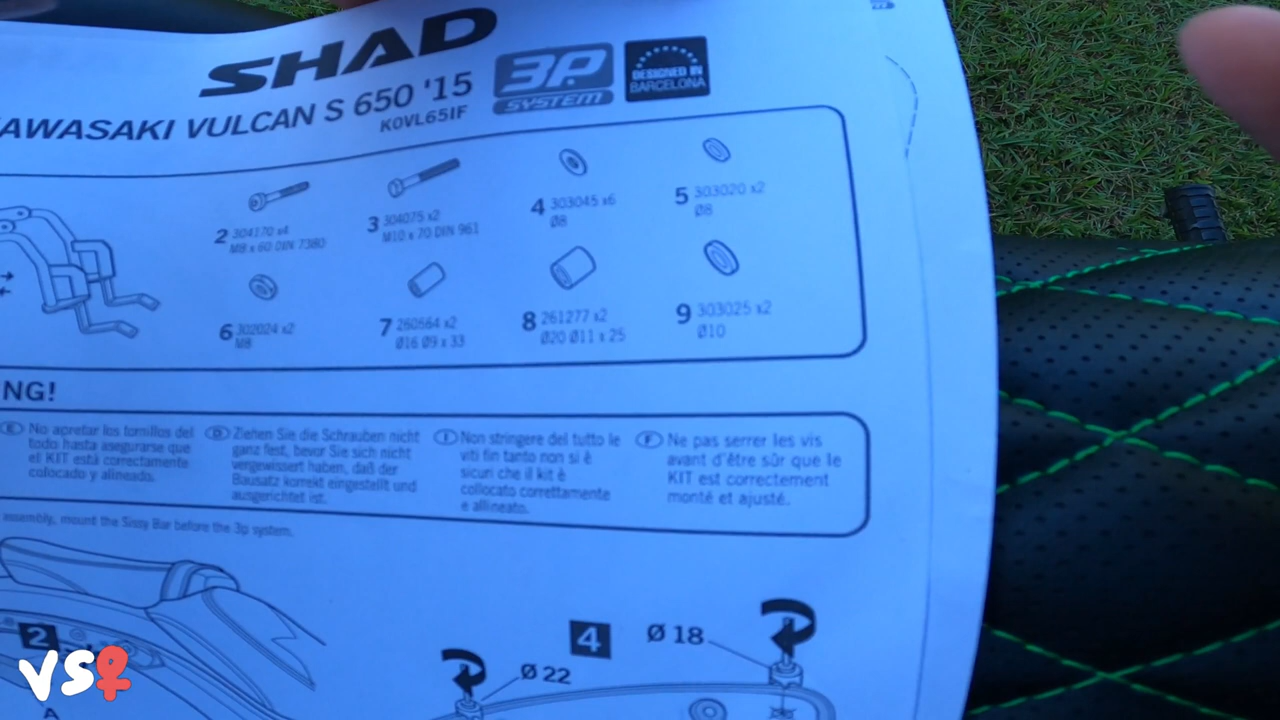 SHAD
3P. SYSTEM
DESIGNED IN
BARCELONA
AWASAKI VULCAN S 650 '15
K0VL65IF
2 304170 x4
M8 x 60 DIN 7380
3 304075 x2
M10 x 70 DIN 961
4 303045 x6
Ø8
5 303020 x2
Ø8
6 302024 x2
M8
7 260564 x2
Ø16 Ø9 x 33
8 261277 x2
Ø20 Ø11 x 25
9 303025 x2
Ø10
NG!
E No apretar los tornillos del
todo hasta asegurarse que
el KIT está correctamente
colocado y alineado.
D Ziehen Sie die Schrauben nicht
ganz fest, bevor Sie sich nicht
vergewissert haben, daß der
Bausatz korrekt eingestellt und
ausgerichtet ist.
I Non stringere del tutto le
viti fin tanto non si è
sicuri che il kit è
collocato correttamente
e allineato.
F Ne pas serrer les vis
avant d'être sûr que le
KIT est correctement
monté et ajusté.
assembly, mount the Sissy Bar before the 3p system.
2
4
Ø 18
Ø 22
A
VS